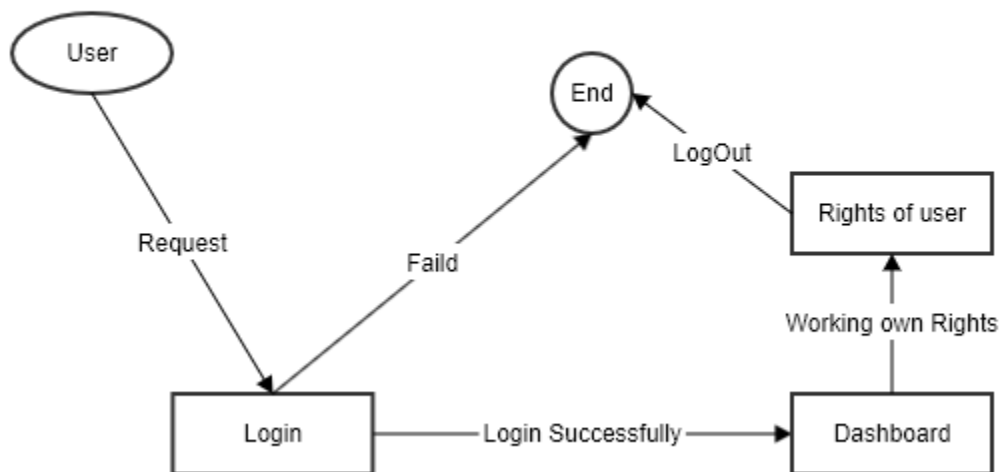 User
End
LogOut
Rights of user
Request
Faild
Working own Rights
Login
Login Successfully
Dashboard